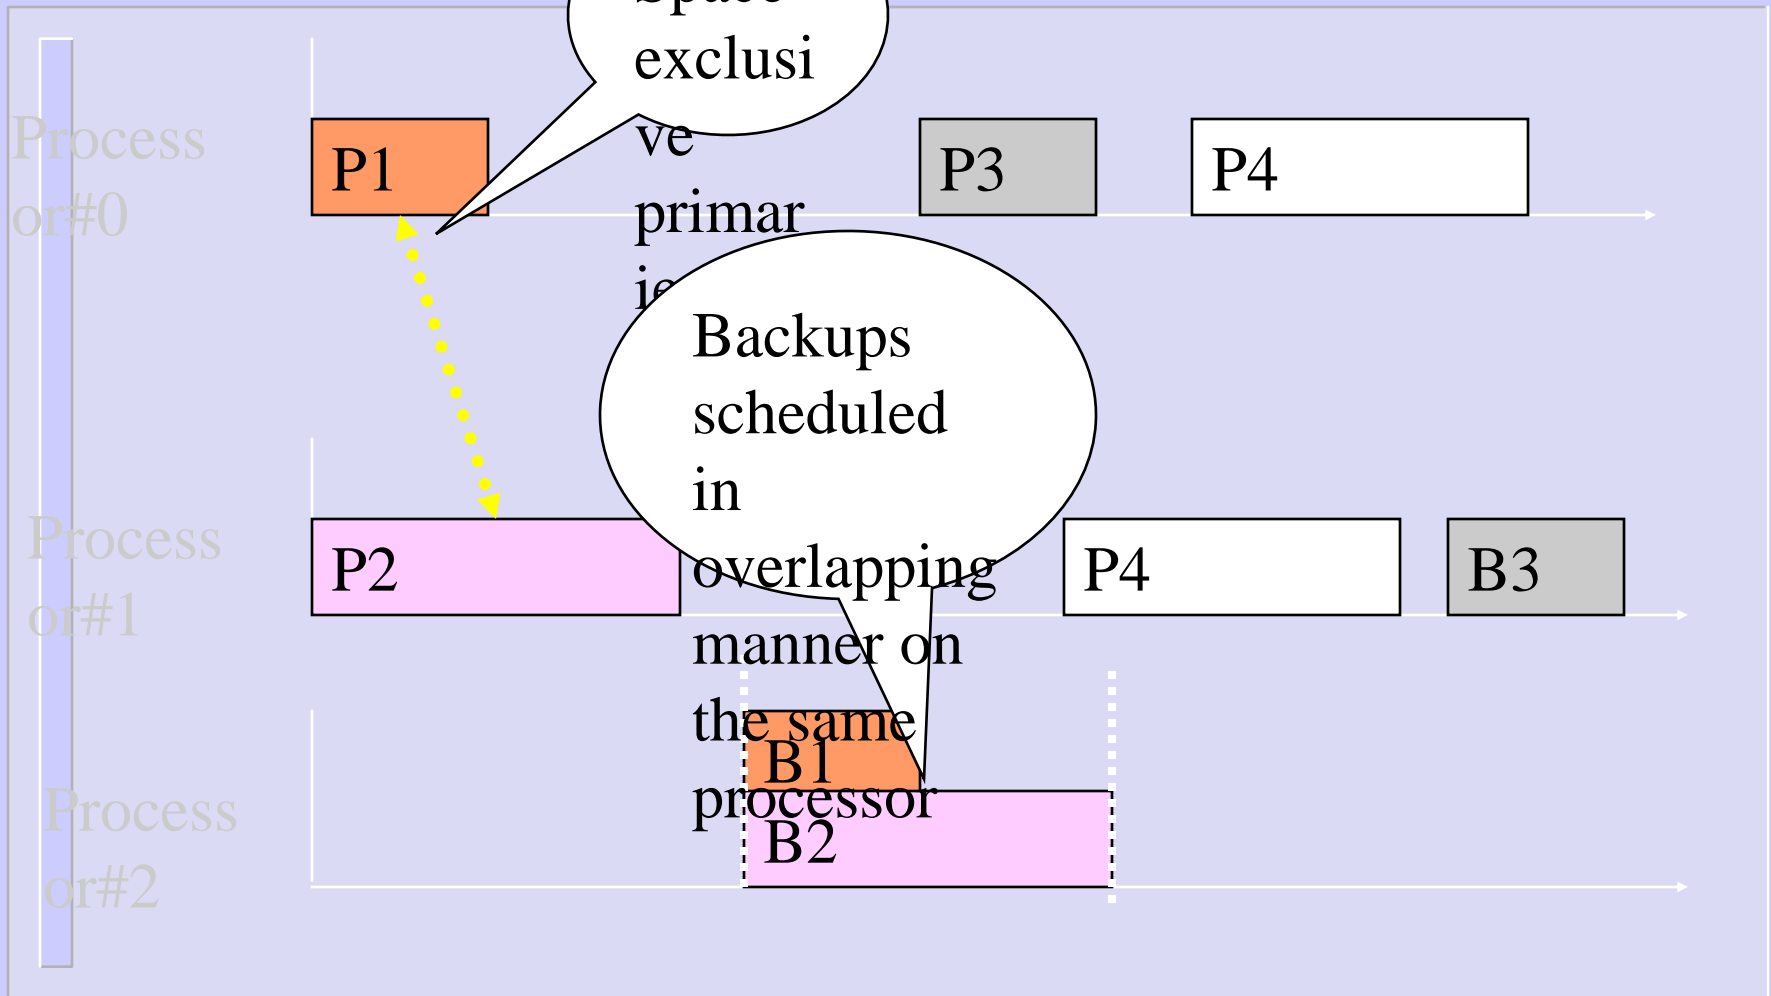 Space
exclusi
ve
primar
Process
or#0
P1
P3
P4
Backups
scheduled
in
overlapping
manner on
the same
processor
Process
or#1
P2
P4
B3
B1
B2
Process
or#2